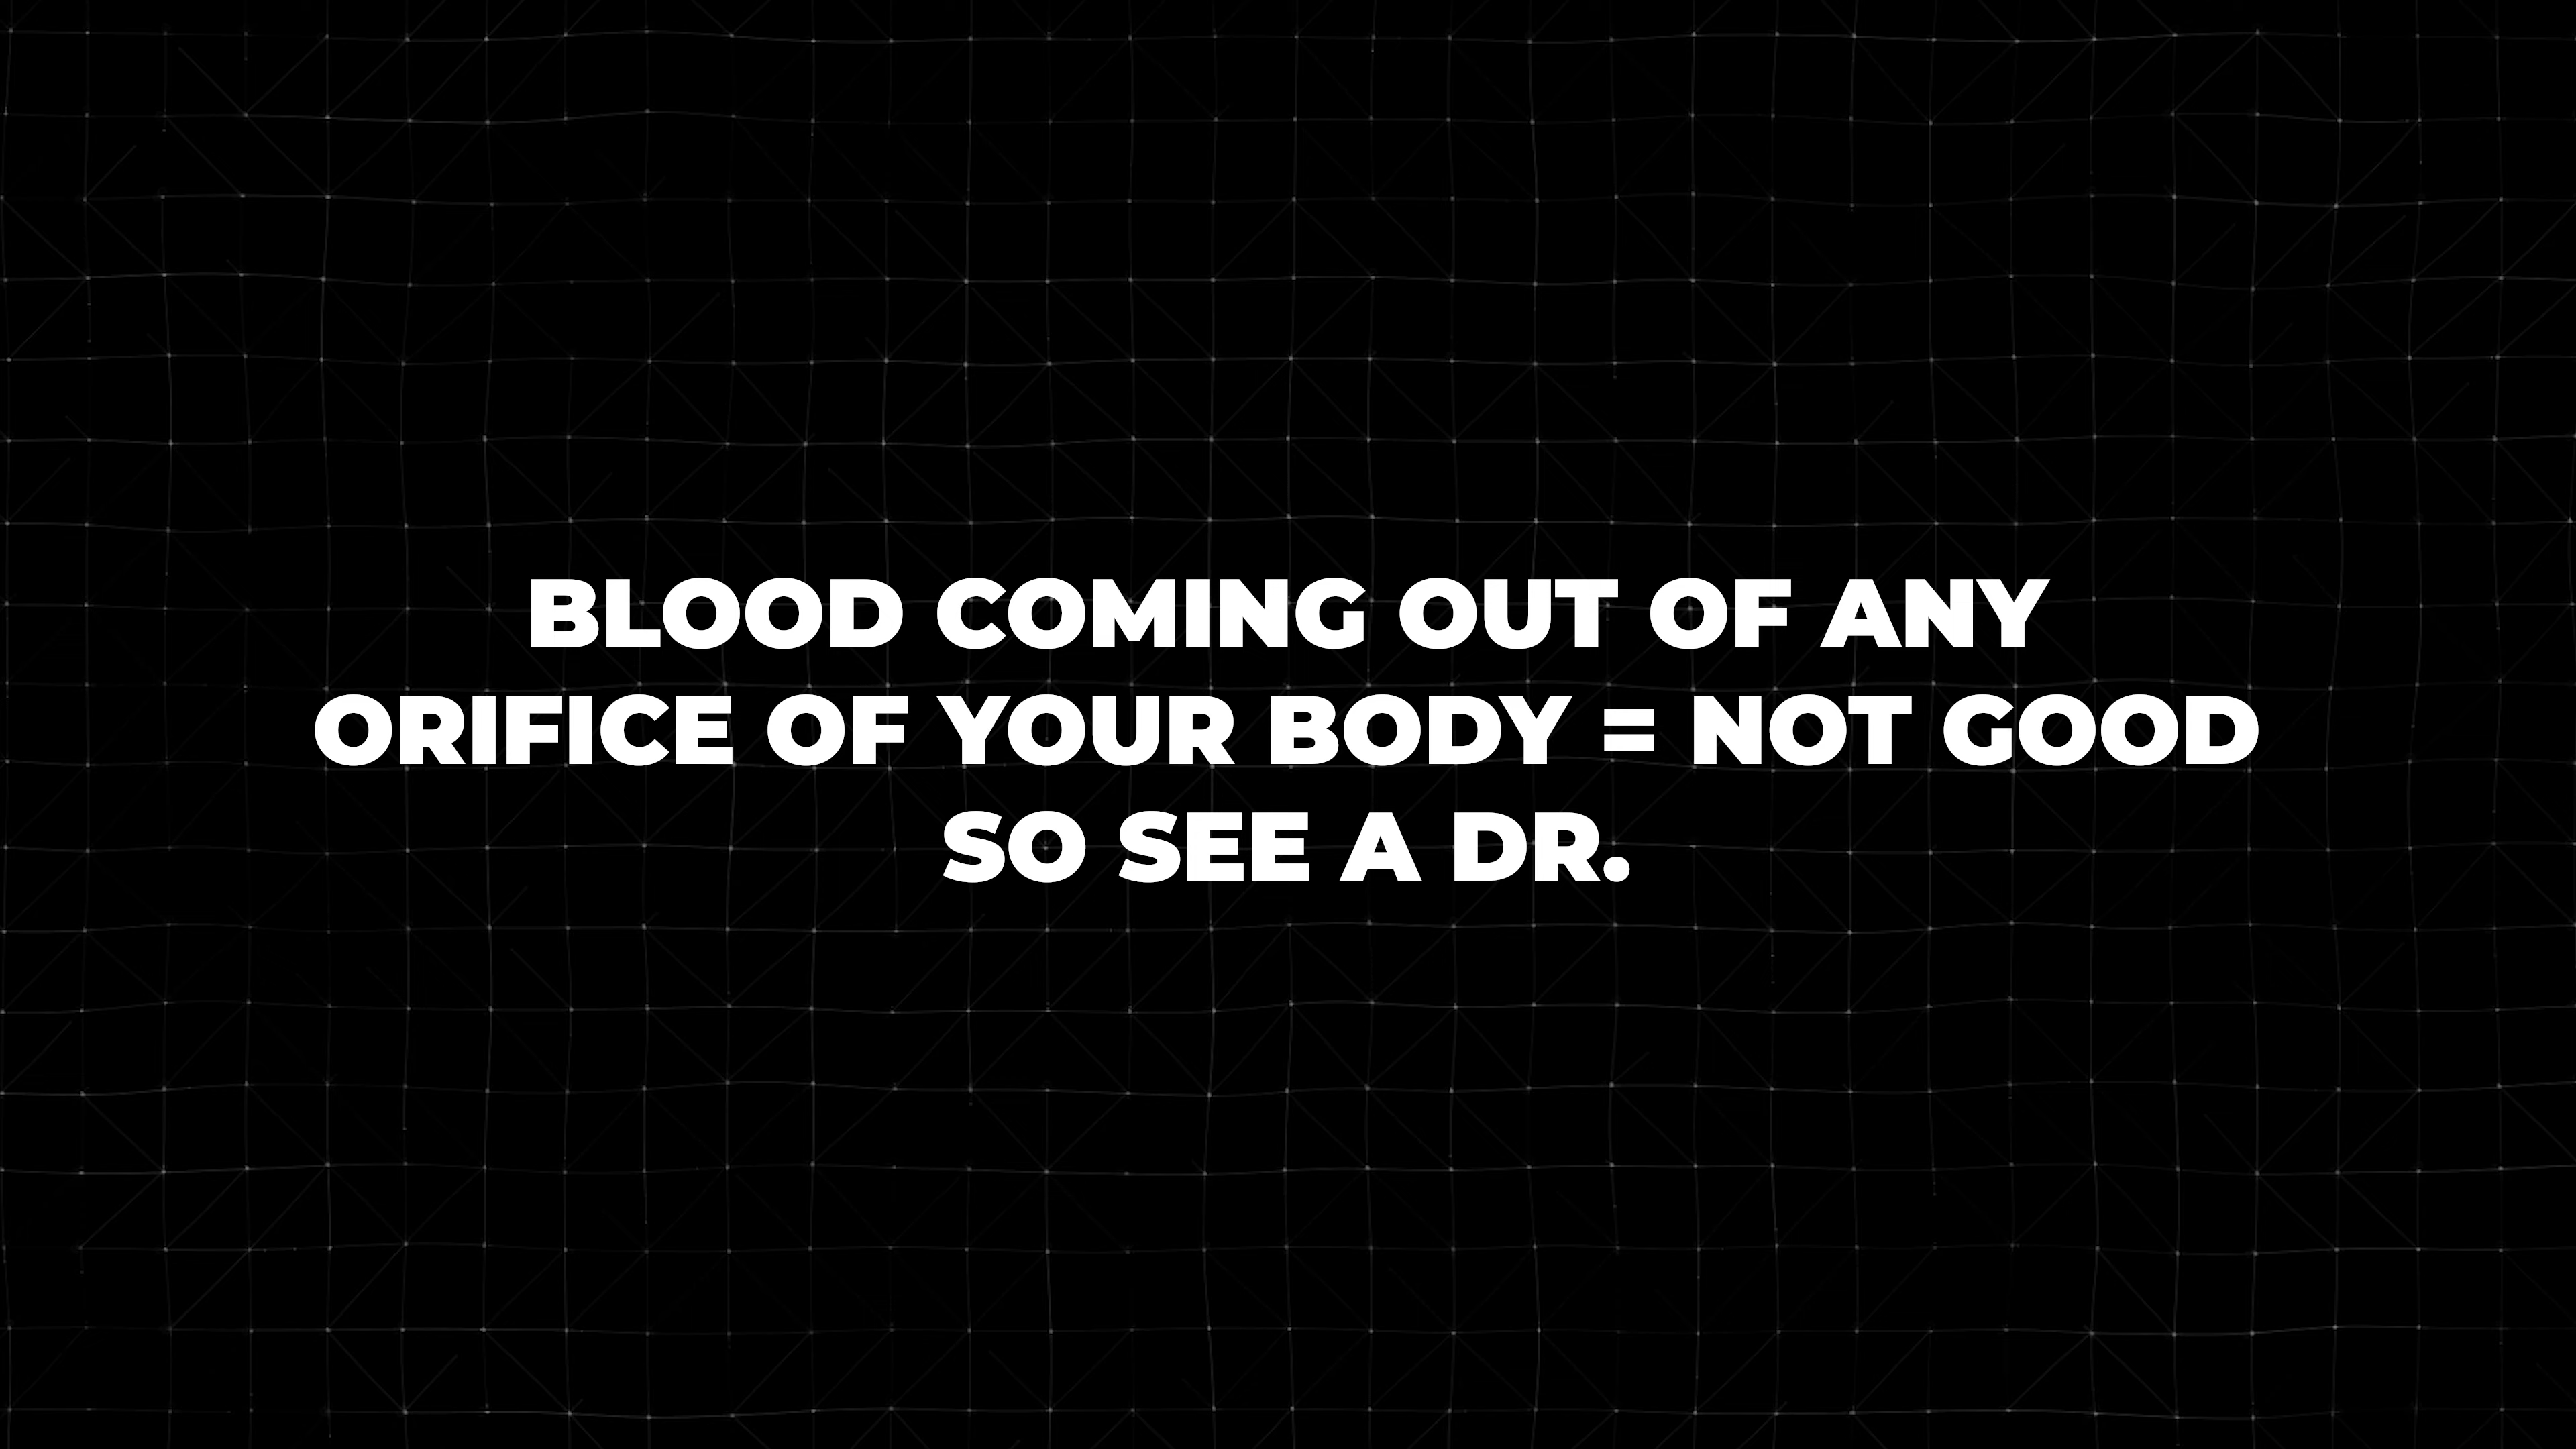 BLOOD COMING OUT OF ANY
ORIFICE OF YOUR BODY = NOT GOOD
SO SEE A DR.